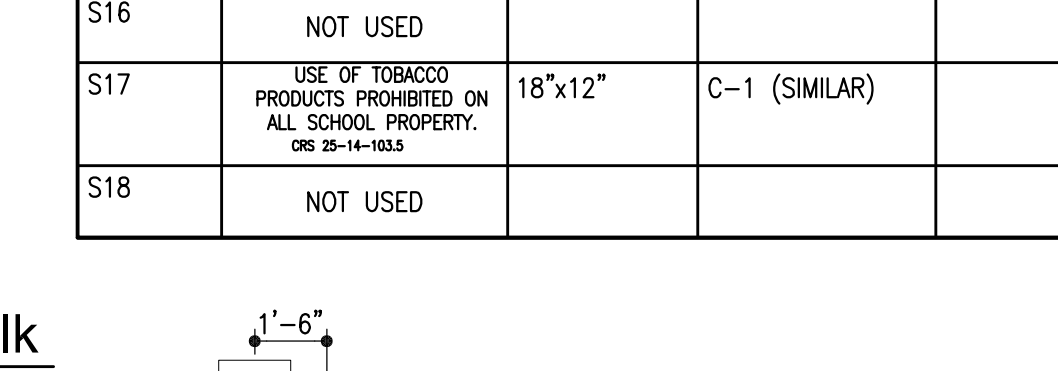 S16
NOT USED
S17
USE OF TOBACCO
PRODUCTS PROHIBITED ON
ALL SCHOOL PROPERTY.
CRS 25-14-103.5
18"x12"
C-1 (SIMILAR)
S18
NOT USED
lk
1'-6"